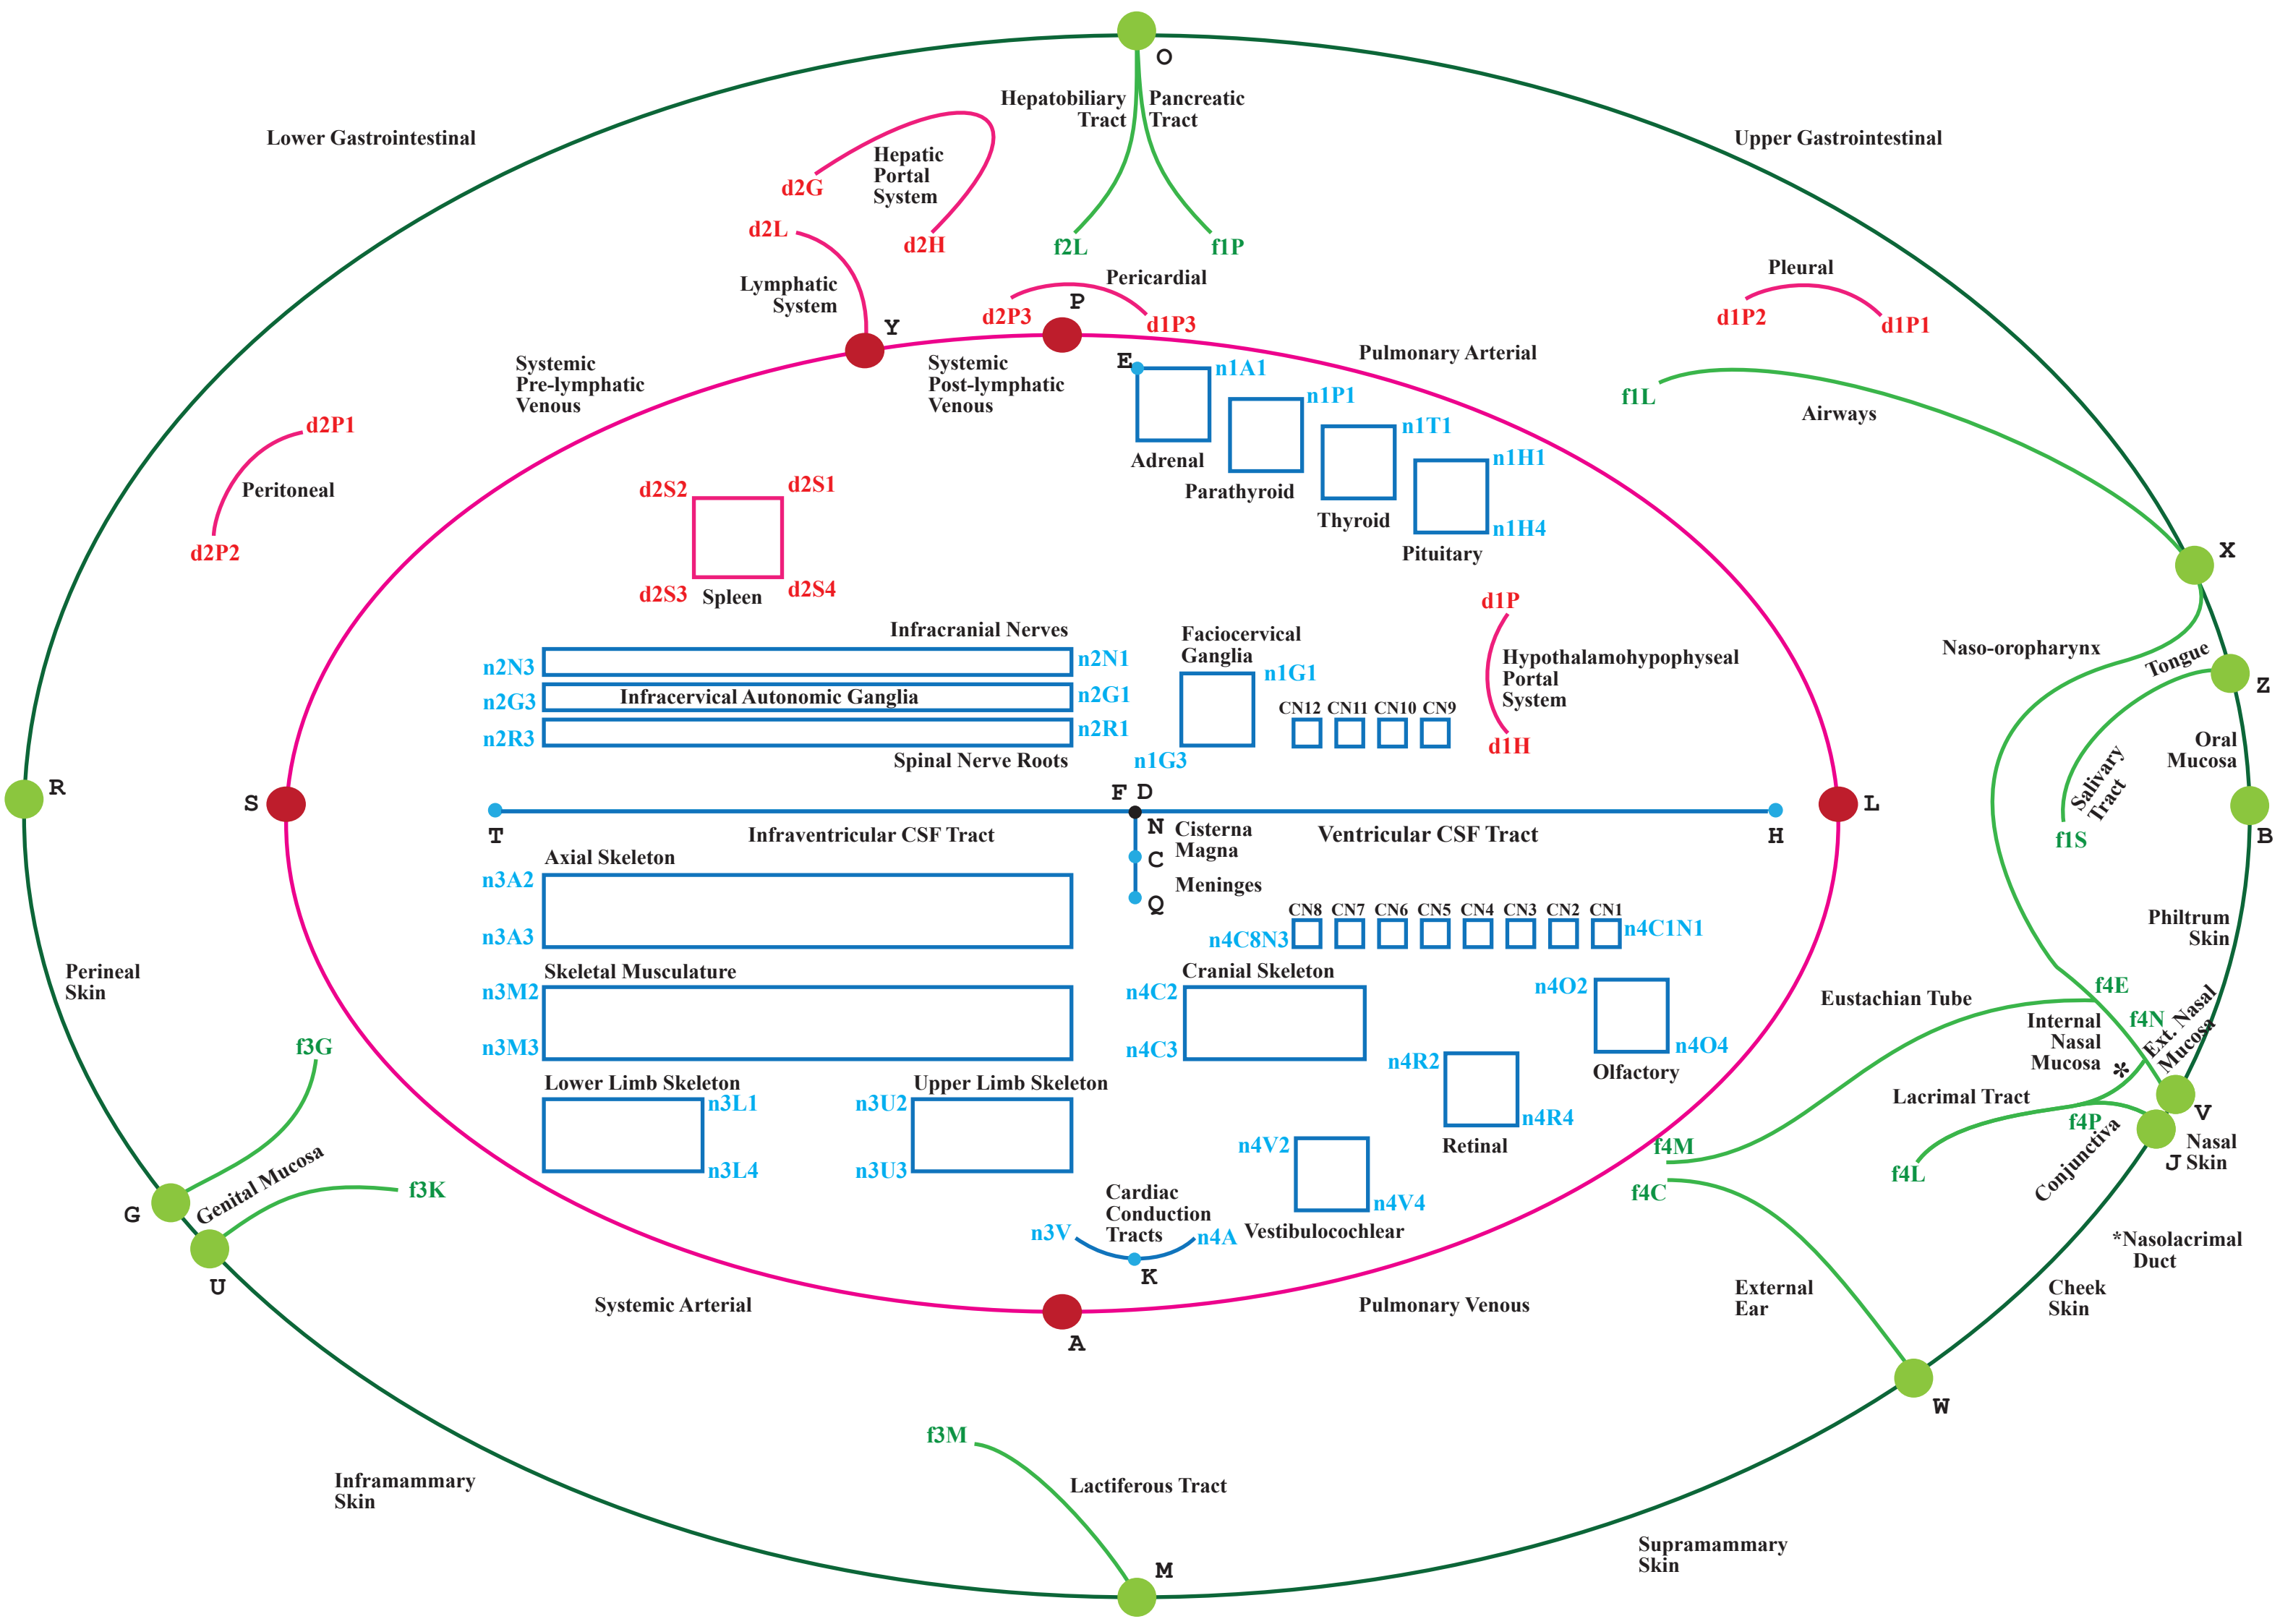 O
Hepatobiliary
Tract
Pancreatic
Tract
Lower Gastrointestinal
Upper Gastrointestinal
Hepatic
Portal
System
d2G
d2L
d2H
f2L
f1P
Lymphatic
System
Pericardial
Pleural
P
d2P3
d1P3
d1P2
d1P1
Y
E
Systemic
Pre-lymphatic
Venous
Systemic
Post-lymphatic
Venous
Pulmonary Arterial
n1A1
n1P1
n1T1
n1H1
n1H4
Adrenal
Parathyroid
Thyroid
Pituitary
f1L
Airways
d2P1
Peritoneal
d2P2
d2S2
d2S1
d2S3
d2S4
Spleen
X
d1P
Hypothalamohypophyseal
Portal
System
d1H
Infracranial Nerves
n2N3
n2N1
n2G3
Infracervical Autonomic Ganglia
n2G1
n2R3
n2R1
Spinal Nerve Roots
Faciocervical
Ganglia
n1G1
n1G3
CN12
CN11
CN10
CN9
Naso-oropharynx
Tongue
Z
Oral
Mucosa
Salivary
Tract
f1S
B
R
S
L
F
D
N
T
H
Infraventricular CSF Tract
Cisterna
Magna
Ventricular CSF Tract
C
Meninges
Q
Axial Skeleton
n3A2
n3A3
CN8
CN7
CN6
CN5
CN4
CN3
CN2
CN1
n4C8N3
n4C1N1
Philtrum
Skin
Perineal
Skin
Skeletal Musculature
n3M2
n3M3
Cranial Skeleton
n4C2
n4C3
n4O2
n4O4
Olfactory
n4R2
n4R4
Retinal
Eustachian Tube
f4E
f4N
Internal
Nasal
Mucosa
Ext. Nasal
Mucosa
*
Lacrimal Tract
f4P
V
Nasal
Skin
J
Conjunctiva
f4L
f4M
f4C
f3G
Genital Mucosa
f3K
G
U
Lower Limb Skeleton
n3L1
n3L4
Upper Limb Skeleton
n3U2
n3U3
n4V2
n4V4
Vestibulocochlear
Cardiac
Conduction
Tracts
n3V
n4A
K
*Nasolacrimal
Duct
External
Ear
Cheek
Skin
Systemic Arterial
Pulmonary Venous
A
W
f3M
Lactiferous Tract
Inframammary
Skin
Supramammary
Skin
M